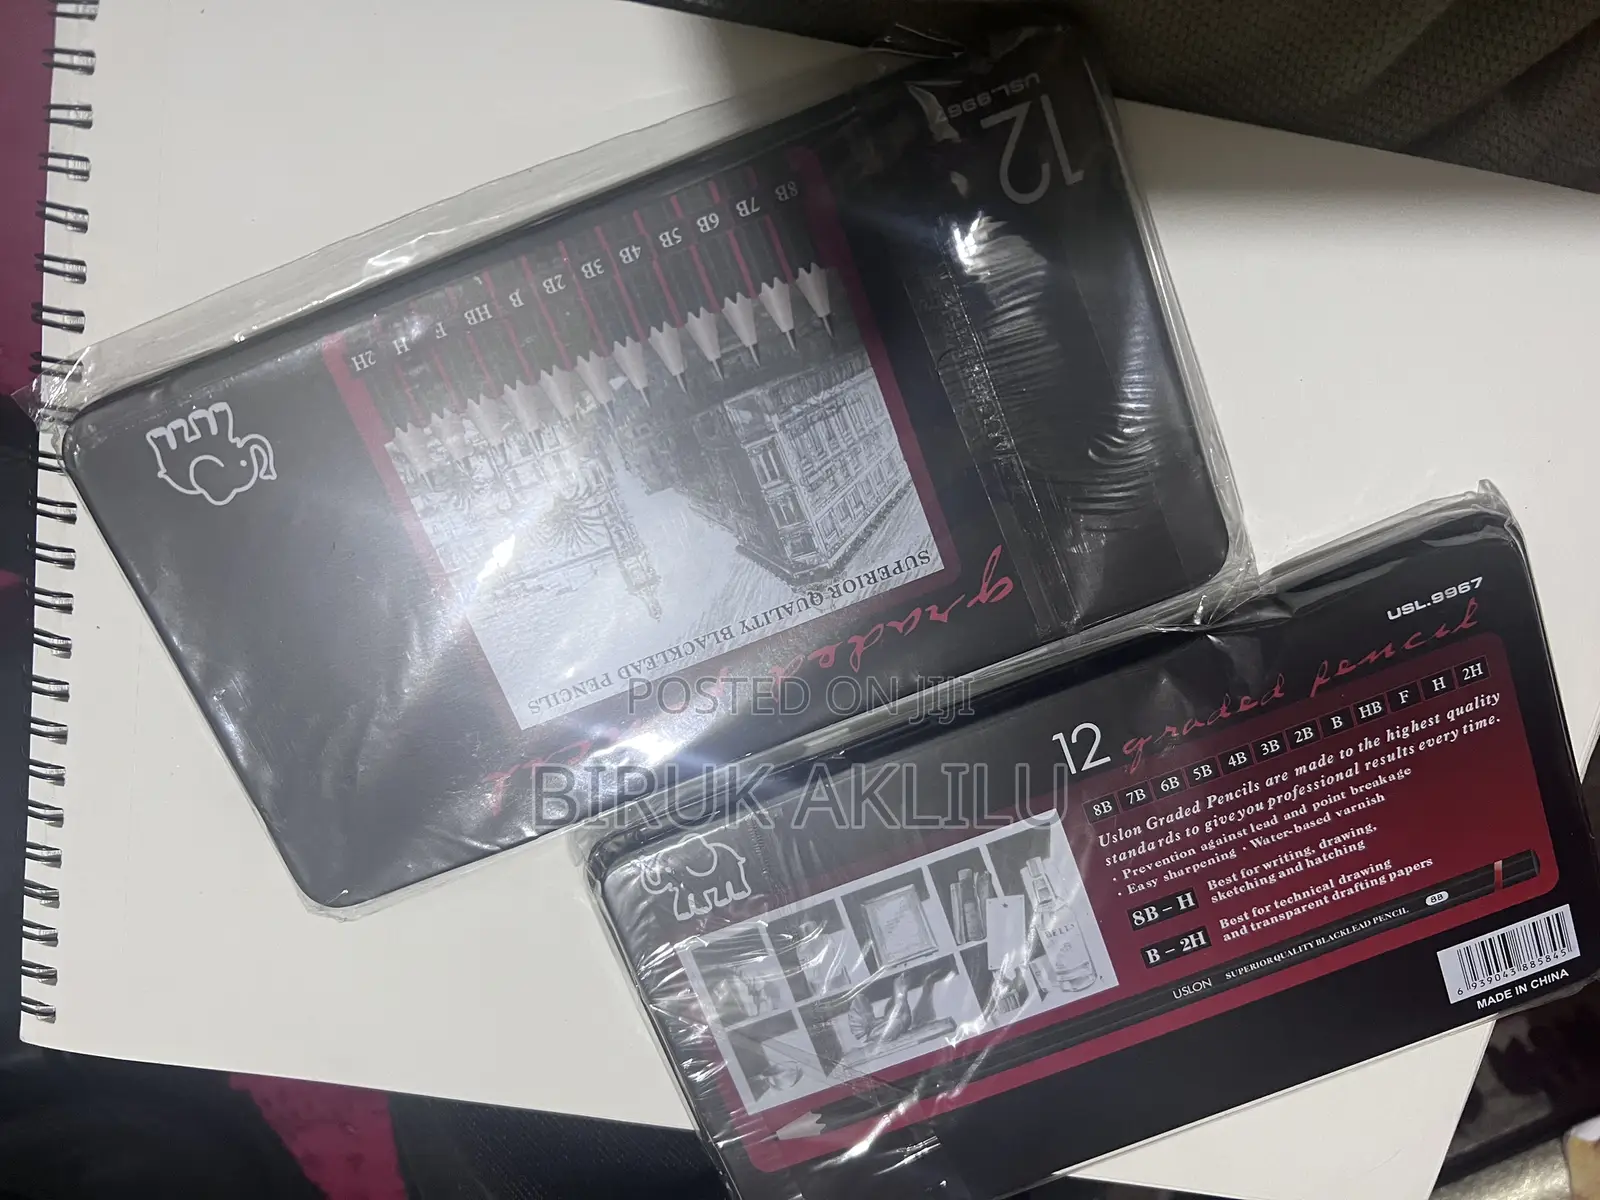 USL.9967
12
8B 7B 6B 5B 4B 3B 2B B HB F H 2H
SUPERIOR QUALITY BLACKLEAD PENCILS
graded
POSTED ON JIJI
BIRUK AKLILU
USL.9967
12 graded pencil
8B 7B 6B 5B 4B 3B 2B B HB F H 2H
Uslon Graded Pencils are made to the highest quality
standards to give you professional results every time.
· Prevention against lead and point breakage
· Easy sharpening · Water-based varnish
8B - H Best for writing, drawing,
sketching and hatching
B - 2H Best for technical drawing
and transparent drafting papers
USLON SUPERIOR QUALITY BLACKLEAD PENCIL 8B
6 939043 885845
MADE IN CHINA